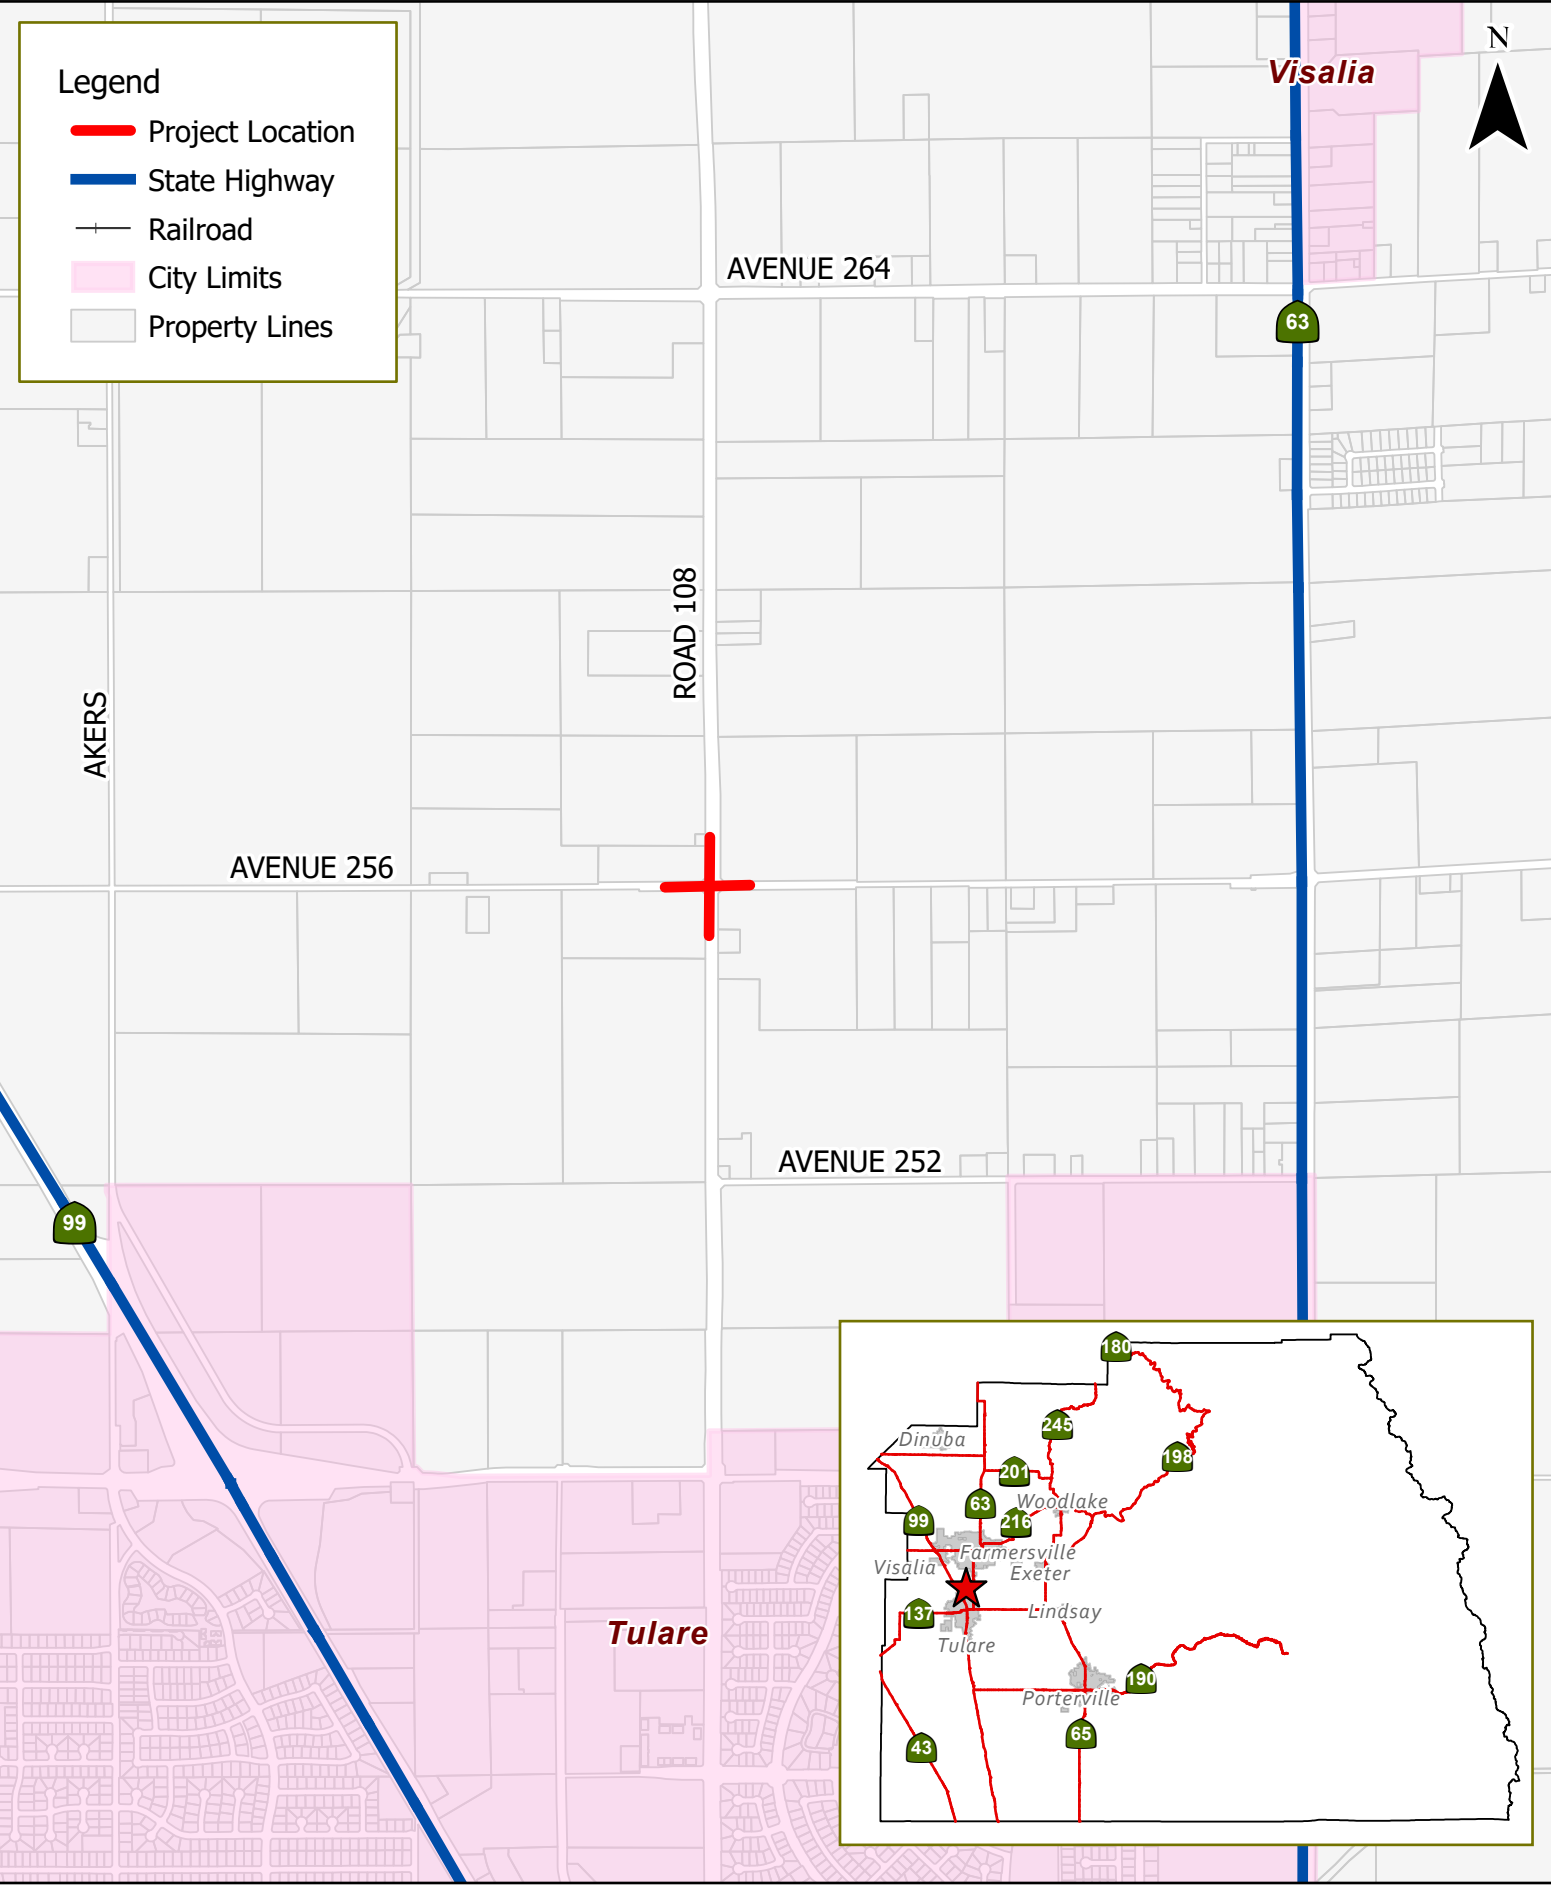 Legend
Project Location
State Highway
Railroad
City Limits
Property Lines
N
Visalia
AVENUE 264
63
ROAD 108
AKERS
AVENUE 256
AVENUE 252
99
Tulare
180
245
Dinuba
198
201
63
Woodlake
99
216
Farmersville
Visalia
Exeter
137
Lindsay
Tulare
190
Porterville
65
43